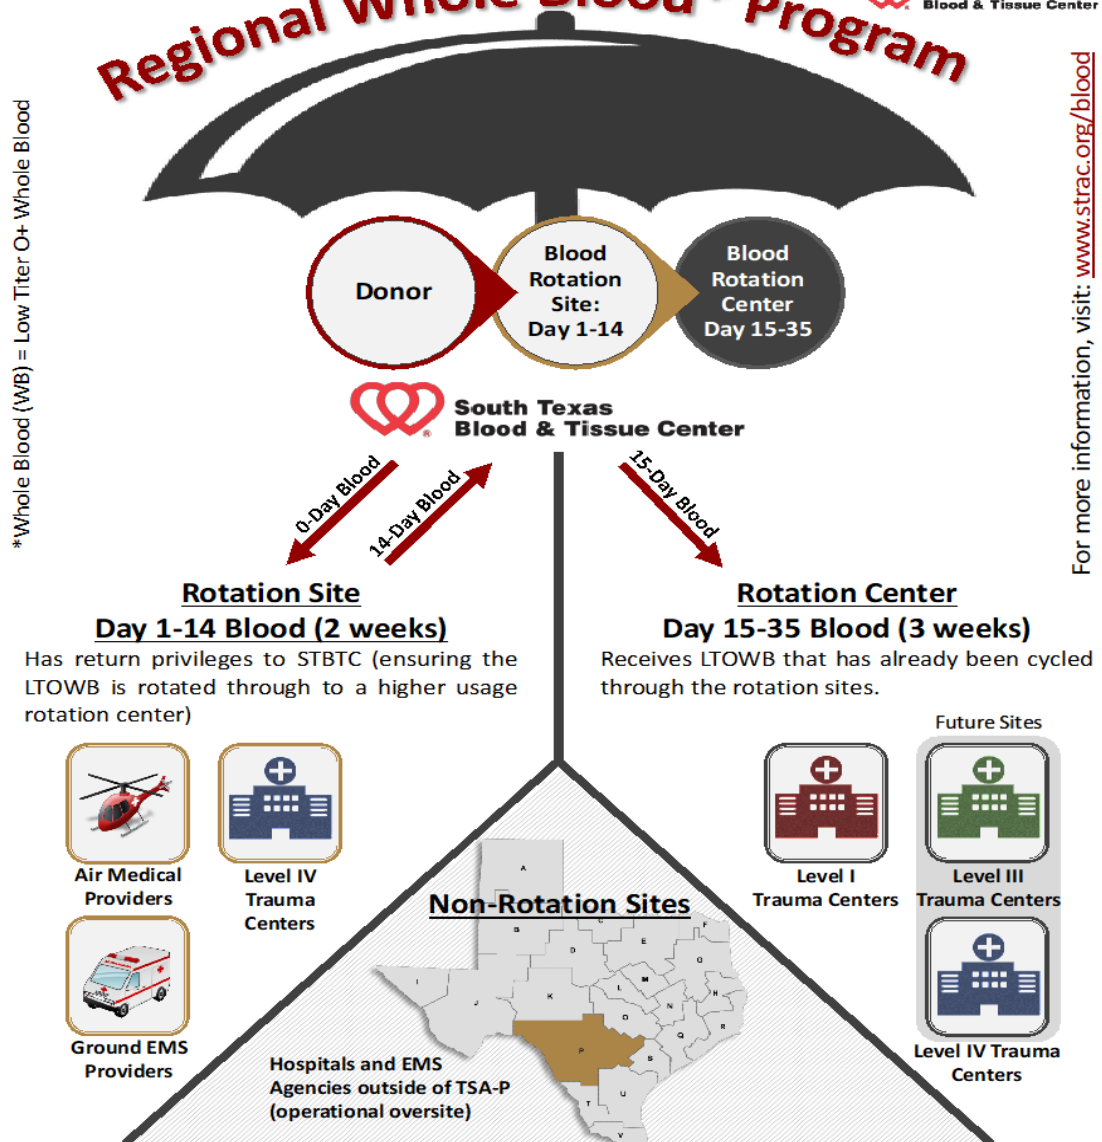 Regional Whole Blood* Program
Blood & Tissue Center
*Whole Blood (WB) = Low Titer O+ Whole Blood
For more information, visit: www.strac.org/blood
Donor
Blood
Rotation
Site:
Day 1-14
Blood
Rotation
Center
Day 15-35
South Texas
Blood & Tissue Center
0-Day Blood
14-Day Blood
15-Day Blood
Rotation Site
Day 1-14 Blood (2 weeks)
Has return privileges to STBTC (ensuring the
LTOWB is rotated through to a higher usage
rotation center)
Air Medical
Providers
Level IV
Trauma
Centers
Ground EMS
Providers
Rotation Center
Day 15-35 Blood (3 weeks)
Receives LTOWB that has already been cycled
through the rotation sites.
Future Sites
Level I
Trauma Centers
Level III
Trauma Centers
Level IV Trauma
Centers
Non-Rotation Sites
A
B
C
D
E
F
G
H
I
J
K
L
M
N
O
P
Q
R
S
T
U
V
Hospitals and EMS
Agencies outside of TSA-P
(operational oversite)